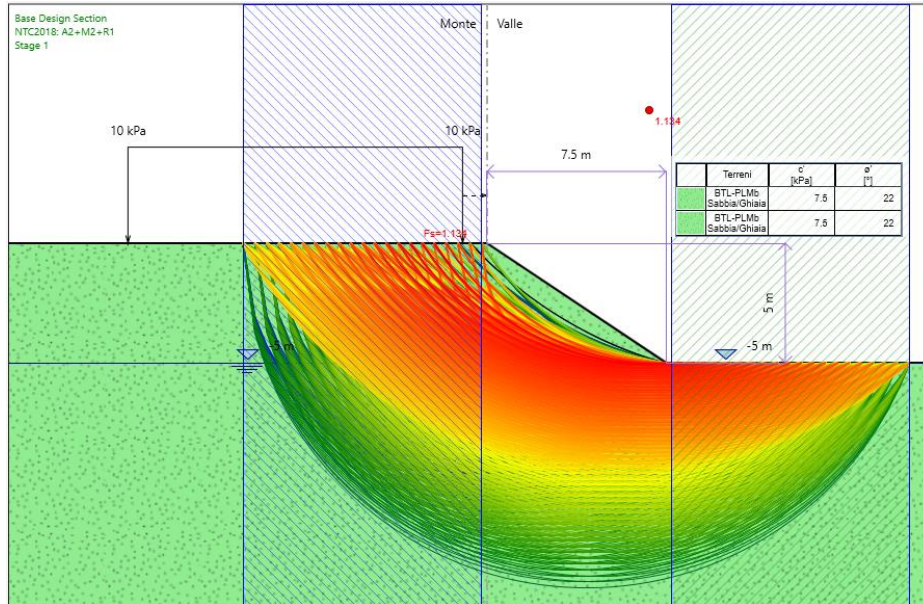 Base Design Section
NTC2018: A2+M2+R1
Stage 1
Monte
Valle
1.134
10 kPa
10 kPa
7.5 m
Terreni
c'
[kPa]
ø'
[°]
BTL-PLMb
Sabbia/Ghiaia
7.5
22
BTL-PLMb
Sabbia/Ghiaia
7.5
22
Fs=1.134
5 m
-5 m
-5 m